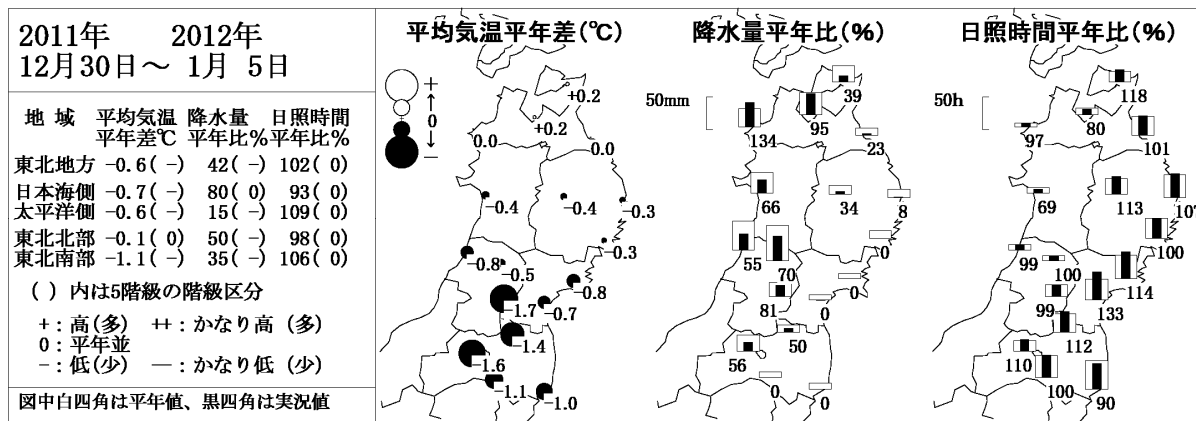 2011年 2012年
12月30日～ 1月 5日
地 域 平均気温 降水量 日照時間
平年差℃ 平年比% 平年比%
東北地方 -0.6(-) 42(-) 102(0)
日本海側 -0.7(-) 80(0) 93(0)
太平洋側 -0.6(-) 15(-) 109(0)
東北北部 -0.1(0) 50(-) 98(0)
東北南部 -1.1(-) 35(-) 106(0)
( ) 内は5階級の階級区分
+:高(多) ++:かなり高(多)
0:平年並
-:低(少) —:かなり低(少)
図中白四角は平年値、黒四角は実況値
平均気温平年差(℃)
+
↑
0
↓
-
+0.2
+0.2
0.0
0.0
-0.4
-0.4
-0.3
-0.3
-0.8
-0.5
-0.8
-1.7
-0.7
-1.4
-1.6
-1.1
-1.0
降水量平年比(%)
50mm
39
134
95
23
66
34
8
0
55
70
0
81
0
50
56
0
0
日照時間平年比(%)
50h
118
97
80
101
69
113
107
100
99
100
114
99
133
112
110
100
90